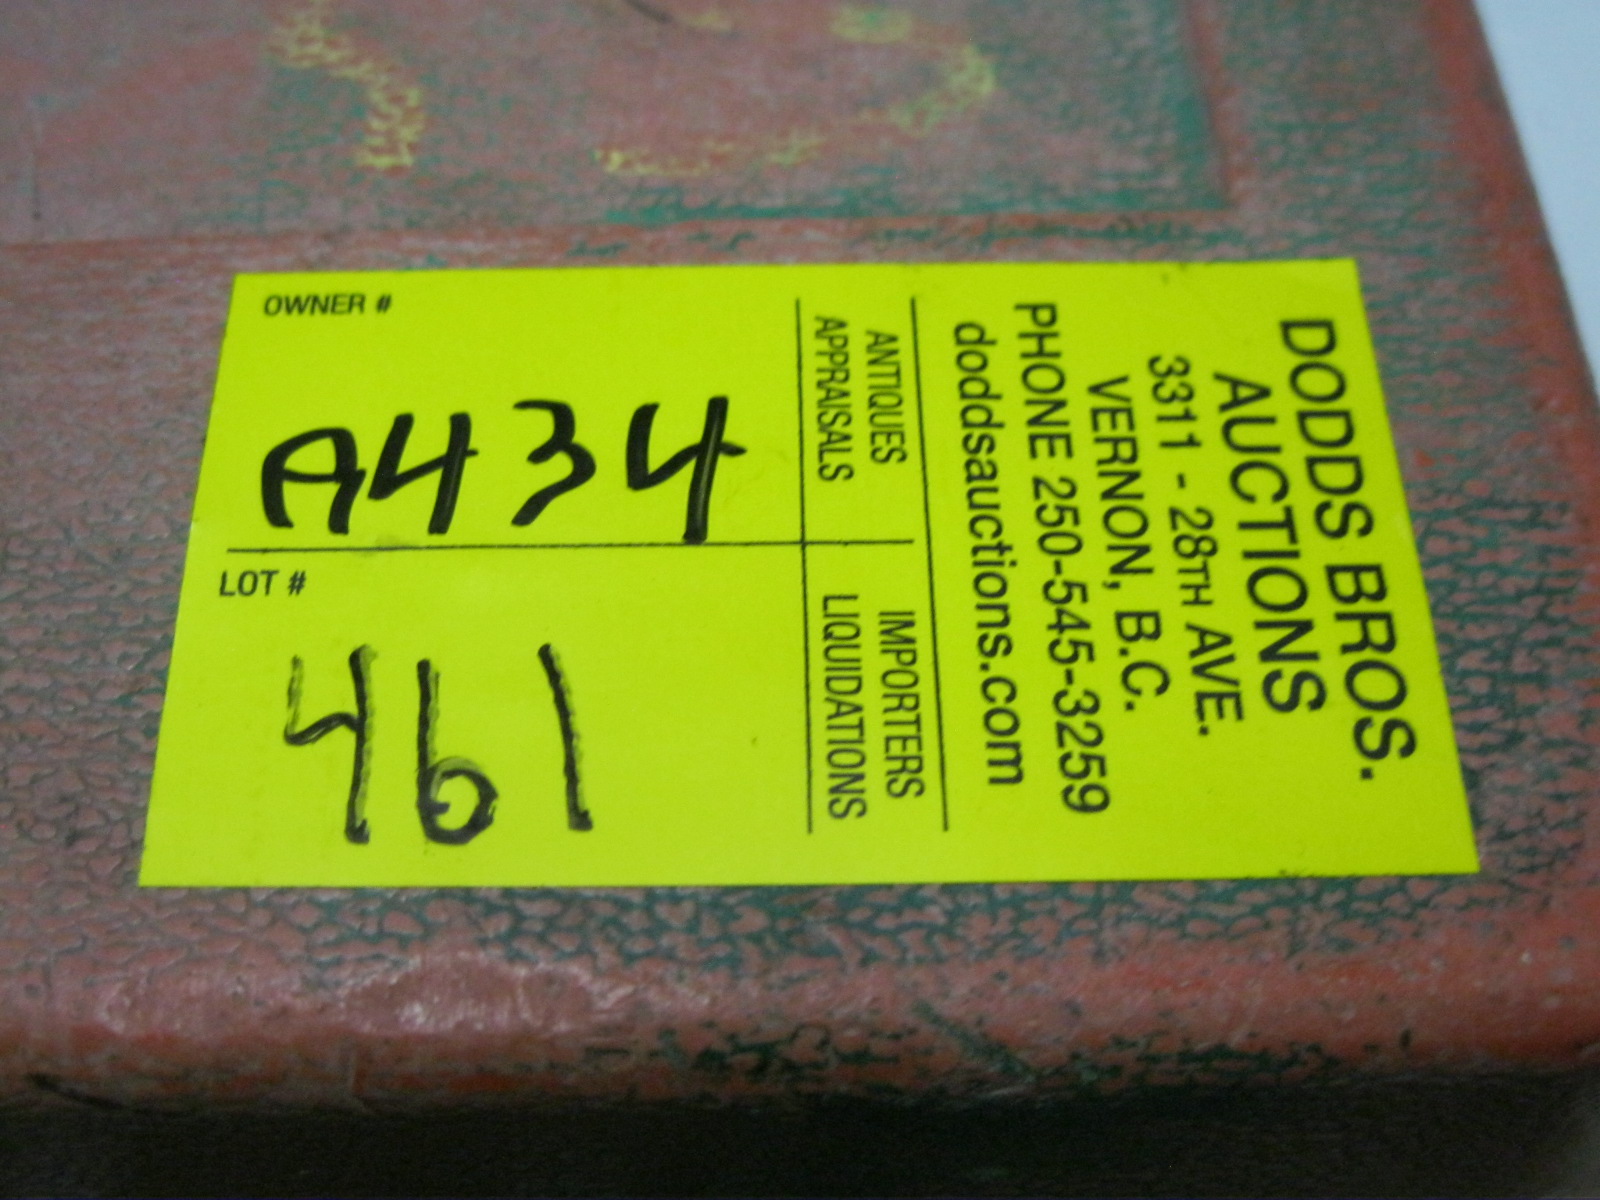 OWNER #
A434
LOT #
461
ANTIQUES
APPRAISALS
IMPORTERS
LIQUIDATIONS
DODDS BROS.
AUCTIONS
3311 - 28TH AVE.
VERNON, B.C.
PHONE 250-545-3259
doddsauctions.com